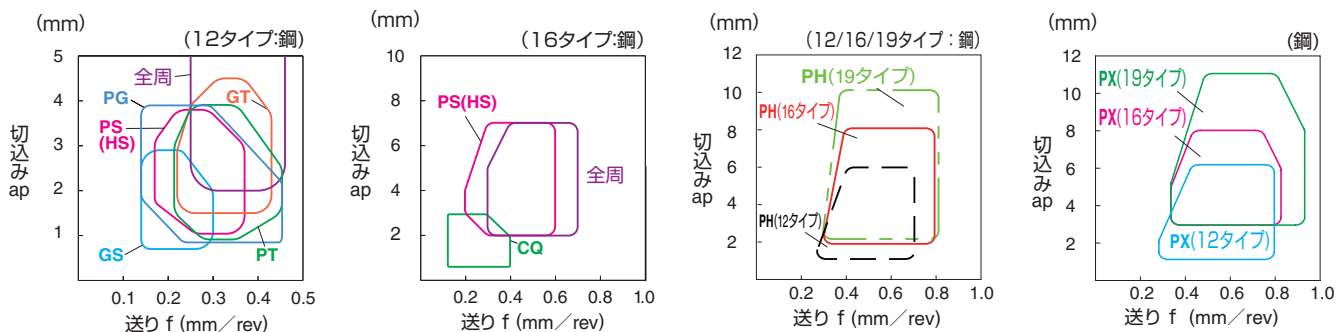 (mm)
(12タイプ:鋼)
5
4
3
2
1
切込み ap
全周
PG
GT
PS
(HS)
GS
PT
0.1 0.2 0.3 0.4 0.5
送り f (mm/rev)
(mm)
(16タイプ:鋼)
10
8
6
4
2
切込み ap
PS(HS)
全周
CQ
0.2 0.4 0.6 0.8 1.0
送り f (mm/rev)
(mm)
(12/16/19タイプ:鋼)
12
10
8
6
4
2
切込み ap
PH(19タイプ)
PH(16タイプ)
PH(12タイプ)
0.2 0.4 0.6 0.8 1.0
送り f (mm/rev)
(mm)
(鋼)
12
10
8
6
4
2
切込み ap
PX(19タイプ)
PX(16タイプ)
PX(12タイプ)
0.2 0.4 0.6 0.8 1.0
送り f (mm/rev)